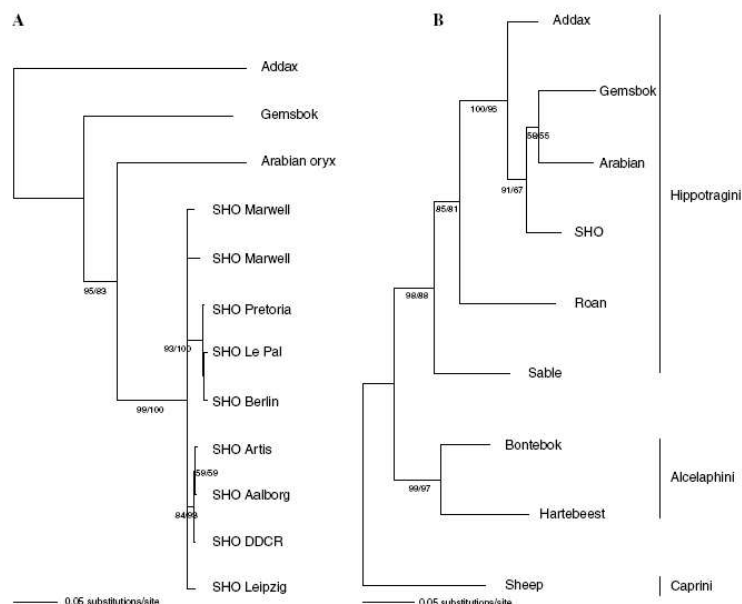 A
Addax
Gemsbok
Arabian oryx
SHO Marwell
SHO Marwell
95/83
SHO Pretoria
93/100
SHO Le Pal
SHO Berlin
99/100
SHO Artis
59/59
SHO Aalborg
84/98
SHO DDCR
SHO Leipzig
0.05 substitutions/site
B
Addax
Gemsbok
100/95
58/55
Arabian
91/67
Hippotragini
85/81
SHO
98/88
Roan
Sable
Bontebok
Alcelaphini
99/97
Hartebeest
Sheep
Caprini
0.05 substitutions/site